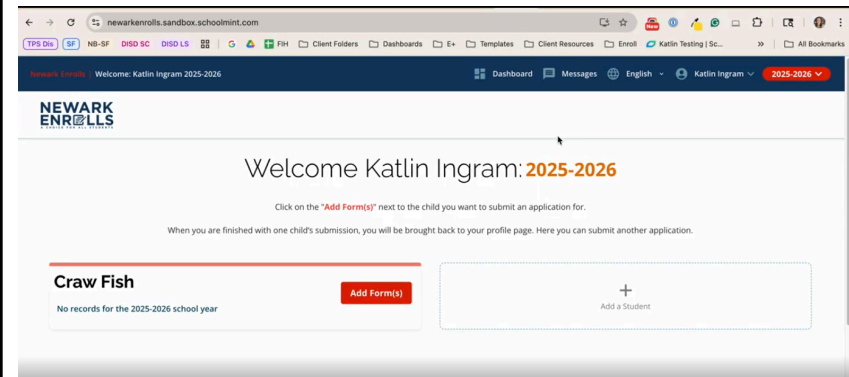 newarkenrolls.sandbox.schoolmint.com
New
TPS Dis SF NB-SF DISD SC DISD LS G FIH Client Folders Dashboards E+ Templates Client Resources Enroll Katlin Testing | Sc... » All Bookmarks
Newark Enrolls | Welcome: Katlin Ingram 2025-2026 Dashboard Messages English Katlin Ingram 2025-2026
NEWARK
ENROLLS
A CHOICE FOR ALL STUDENTS
Welcome Katlin Ingram: 2025-2026
Click on the "Add Form(s)" next to the child you want to submit an application for.
When you are finished with one child's submission, you will be brought back to your profile page. Here you can submit another application.
Craw Fish
Add Form(s)
No records for the 2025-2026 school year
+
Add a Student